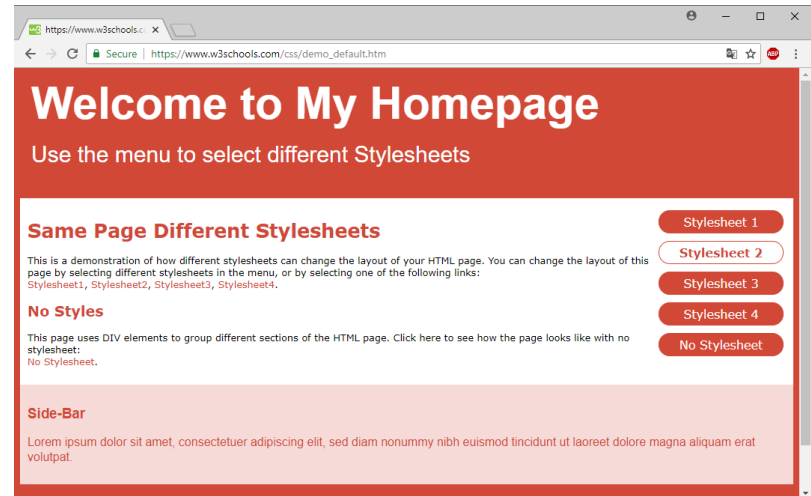 https://www.w3schools.c
Secure | https://www.w3schools.com/css/demo_default.htm
ABP
Welcome to My Homepage
Use the menu to select different Stylesheets
Same Page Different Stylesheets
This is a demonstration of how different stylesheets can change the layout of your HTML page. You can change the layout of this
page by selecting different stylesheets in the menu, or by selecting one of the following links:
Stylesheet1, Stylesheet2, Stylesheet3, Stylesheet4.
No Styles
This page uses DIV elements to group different sections of the HTML page. Click here to see how the page looks like with no
stylesheet:
No Stylesheet.
Stylesheet 1
Stylesheet 2
Stylesheet 3
Stylesheet 4
No Stylesheet
Side-Bar
Lorem ipsum dolor sit amet, consectetuer adipiscing elit, sed diam nonummy nibh euismod tincidunt ut laoreet dolore magna aliquam erat
volutpat.